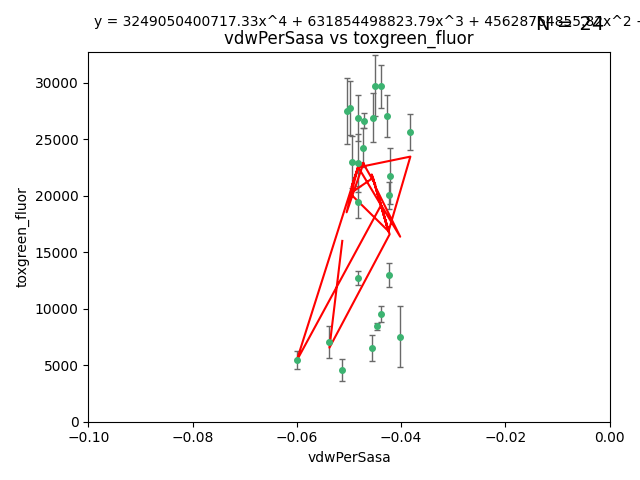 y = 3249050400717.33x^4 + 631854498823.79x^3 + x^2 +
N = 24
vdwPerSasa vs toxgreen_fluor
30000
25000
20000
15000
10000
5000
0
toxgreen_fluor
−0.10
−0.08
−0.06
−0.04
−0.02
0.00
vdwPerSasa